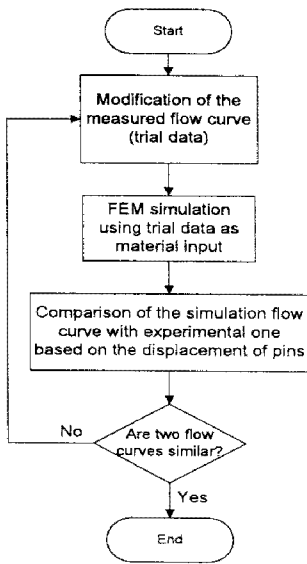 Start
Modification of the
measured flow curve
(trial data)
FEM simulation
using trial data as
material input
Comparison of the simulation flow
curve with experimental one
based on the displacement of pins
No
Are two flow
curves similar?
Yes
End